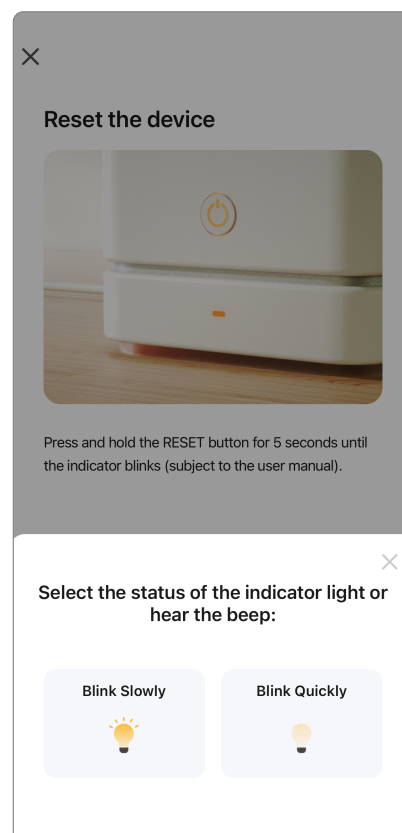 Reset the device
Press and hold the RESET button for 5 seconds until
the indicator blinks (subject to the user manual).
Select the status of the indicator light or
hear the beep:
Blink Slowly
Blink Quickly